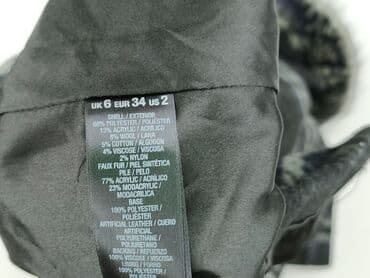 UK 6 EUR 34 US 2
SHELL / EXTERIOR
68% POLYESTER / POLIÉSTER
13% ACRYLIC / ACRÍLICO
8% WOOL / LANA
5% COTTON / ALGODÓN
4% VISCOSE / VISCOSA
2% NYLON
FAUX FUR / PIEL SINTÉTICA
PILE / PELO
77% ACRYLIC / ACRÍLICO
23% MODACRYLIC /
MODACRÍLICA
BASE
100% POLYESTER /
POLIÉSTER
ARTIFICIAL LEATHER / CUERO
ARTIFICIAL
POLYURETHANE /
POLIURETANO
BACKING / REFUERZO
100% VISCOSE / VISCOSA
LINING / FORRO
100% POLYESTER /